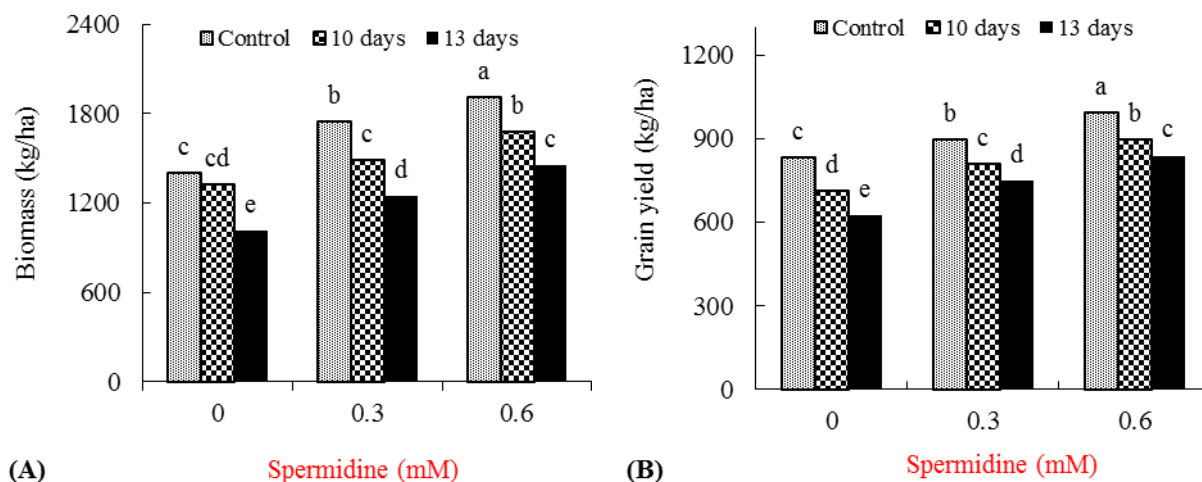 2400
Control 10 days 13 days
a
b
b
1800
c
c
c cd
d
1200
e
600
0
0 0.3 0.6
Biomass (kg/ha)
(A) Spermidine (mM)
Control 10 days 13 days
1200
a
b
b
c
c
c
900
d
d
e
600
300
0
0 0.3 0.6
Grain yield (kg/ha)
(B) Spermidine (mM)